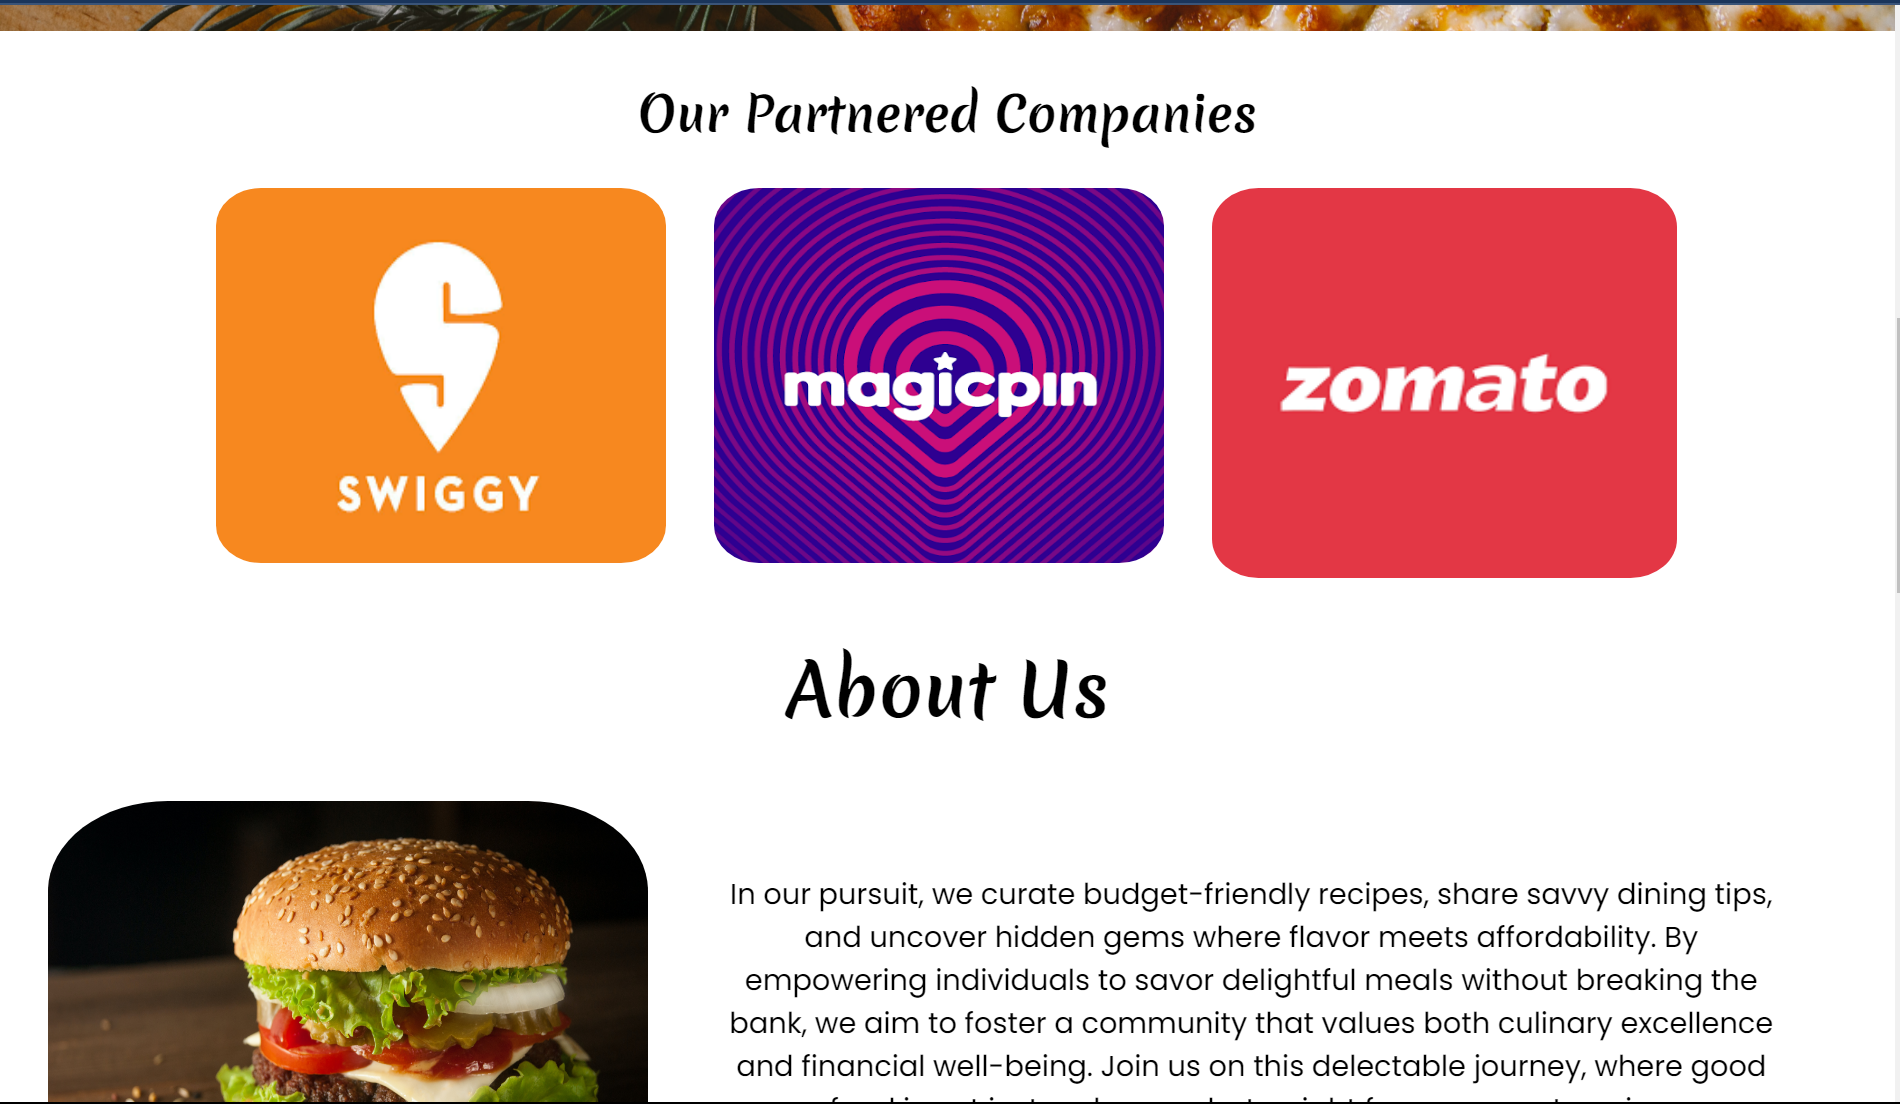 Our Partnered Companies
SWIGGY
magicpin
zomato
About Us
In our pursuit, we curate budget-friendly recipes, share savvy dining tips,
and uncover hidden gems where flavor meets affordability. By
empowering individuals to savor delightful meals without breaking the
bank, we aim to foster a community that values both culinary excellence
and financial well-being. Join us on this delectable journey, where good